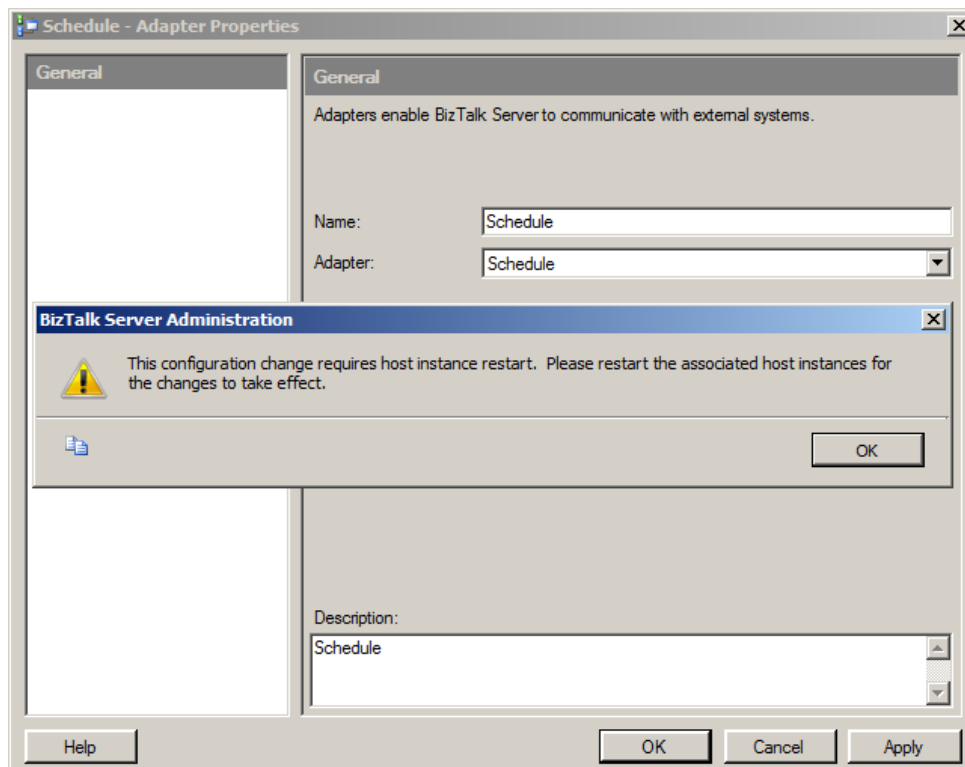 Schedule - Adapter Properties
General
General
Adapters enable BizTalk Server to communicate with external systems.
Name:
Schedule
Adapter:
Schedule
BizTalk Server Administration
This configuration change requires host instance restart.  Please restart the associated host instances for
the changes to take effect.
OK
Description:
Schedule
Help
OK
Cancel
Apply